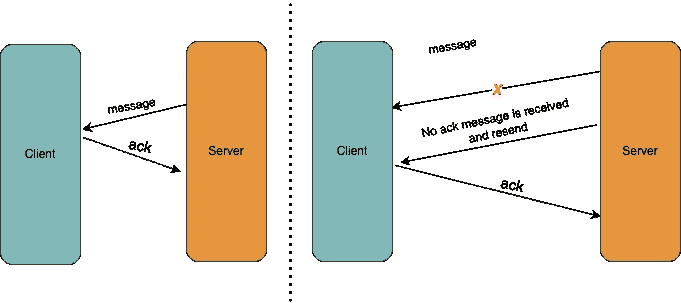 message
ack
Client
Server
message
X
No ack message is received
and resend
Client
Server
ack